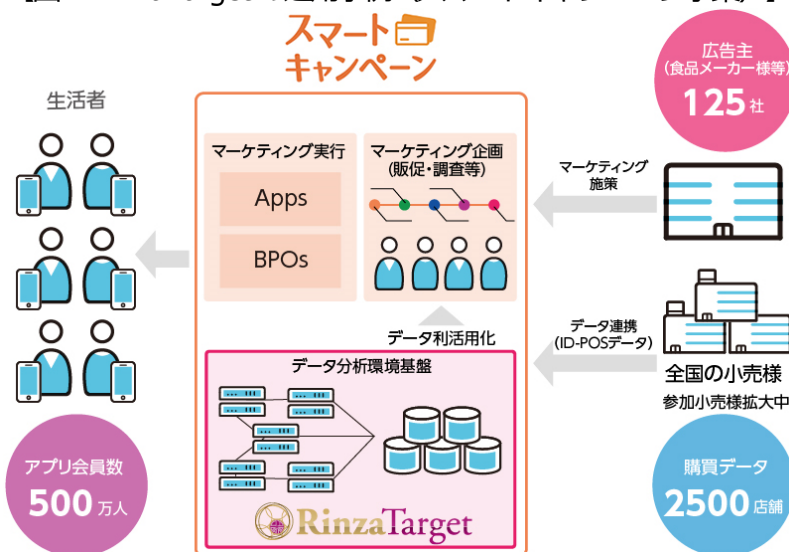 スマート
キャンペーン
生活者
マーケティング実行
Apps
BPOs
マーケティング企画
(販促・調査等)
マーケティング
施策
広告主
(食品メーカー様等)
125社
データ利活用化
データ連携
(ID-POSデータ)
全国の小売様
参加小売様拡大中
データ分析環境基盤
RinzaTarget
アプリ会員数
500万人
購買データ
2500店舗